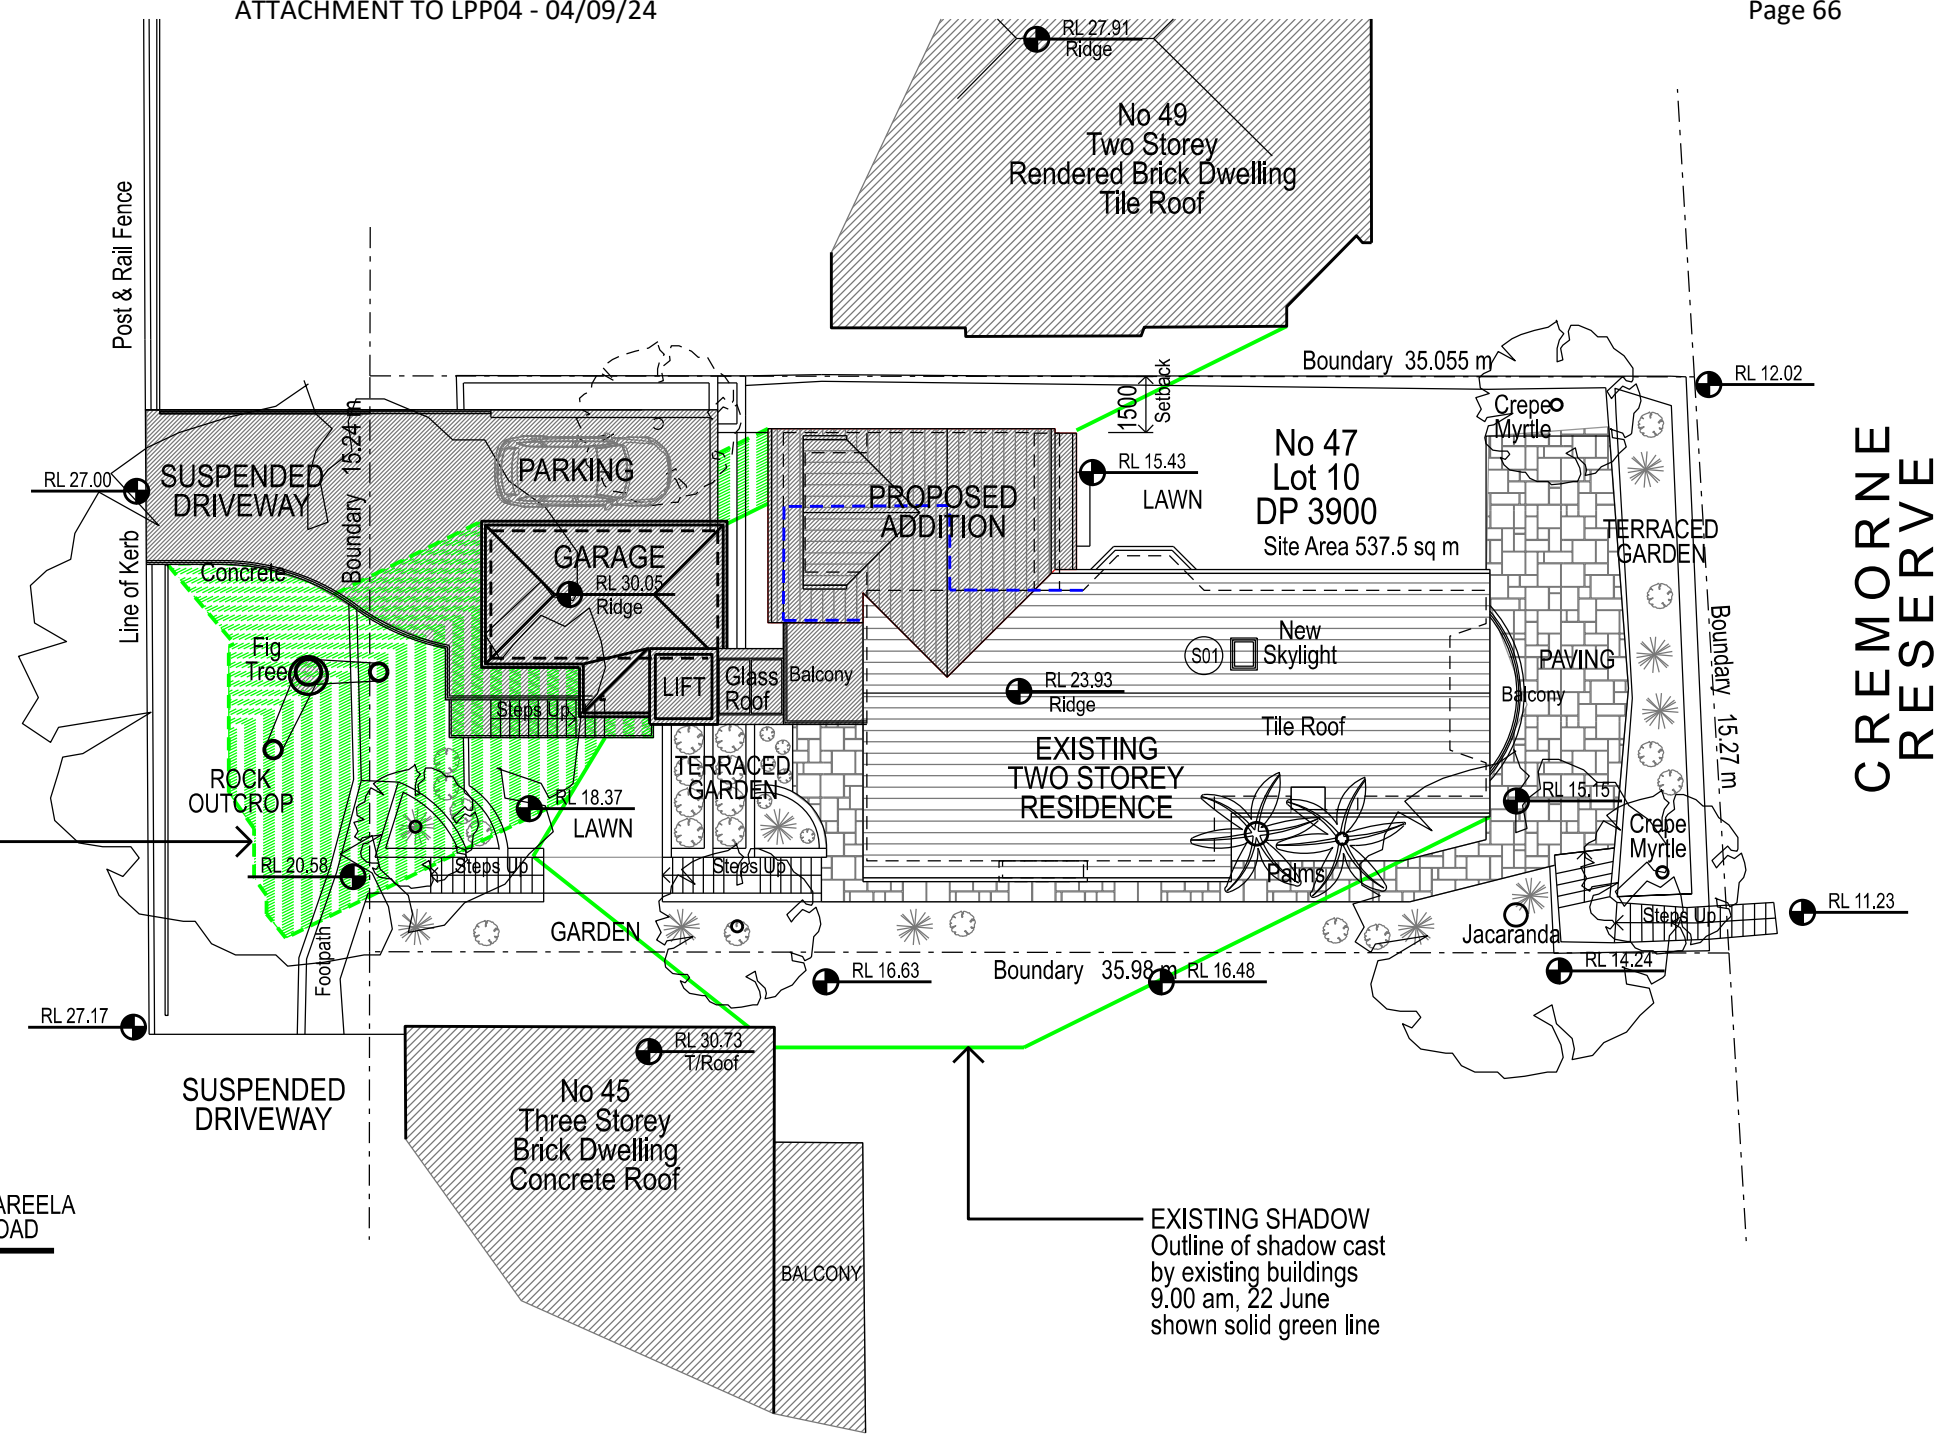 ATTACHMENT TO LPP04 - 04/09/24
Page 66
RL 27.91
Ridge
No 49
Two Storey
Rendered Brick Dwelling
Tile Roof
Post & Rail Fence
Boundary 35.055 m
RL 12.02
1500
Setback
Crepe
Myrtle
Boundary 15.24 m
No 47
Lot 10
DP 3900
Site Area 537.5 sq m
RL 15.43
LAWN
RL 27.00
SUSPENDED
DRIVEWAY
PARKING
PROPOSED
ADDITION
TERRACED
GARDEN
CREMORNE
RESERVE
Line of Kerb
Concrete
GARAGE
RL 30.05
Ridge
Fig
Tree
New
Skylight
S01
PAVING
Boundary 15.27 m
LIFT
Glass
Roof
Balcony
RL 23.93
Ridge
Balcony
Steps Up
Tile Roof
ROCK
OUTCROP
TERRACED
GARDEN
EXISTING
TWO STOREY
RESIDENCE
RL 18.37
LAWN
RL 15.15
Crepe
Myrtle
RL 20.58
Steps Up
Steps Up
Palms
RL 11.23
Steps Up
GARDEN
Jacaranda
Footpath
RL 16.63
Boundary 35.98 m
RL 16.48
RL 14.24
RL 27.17
RL 30.73
T/Roof
SUSPENDED
DRIVEWAY
No 45
Three Storey
Brick Dwelling
Concrete Roof
BALCONY
AREELA
OAD
EXISTING SHADOW
Outline of shadow cast
by existing buildings
9.00 am, 22 June
shown solid green line